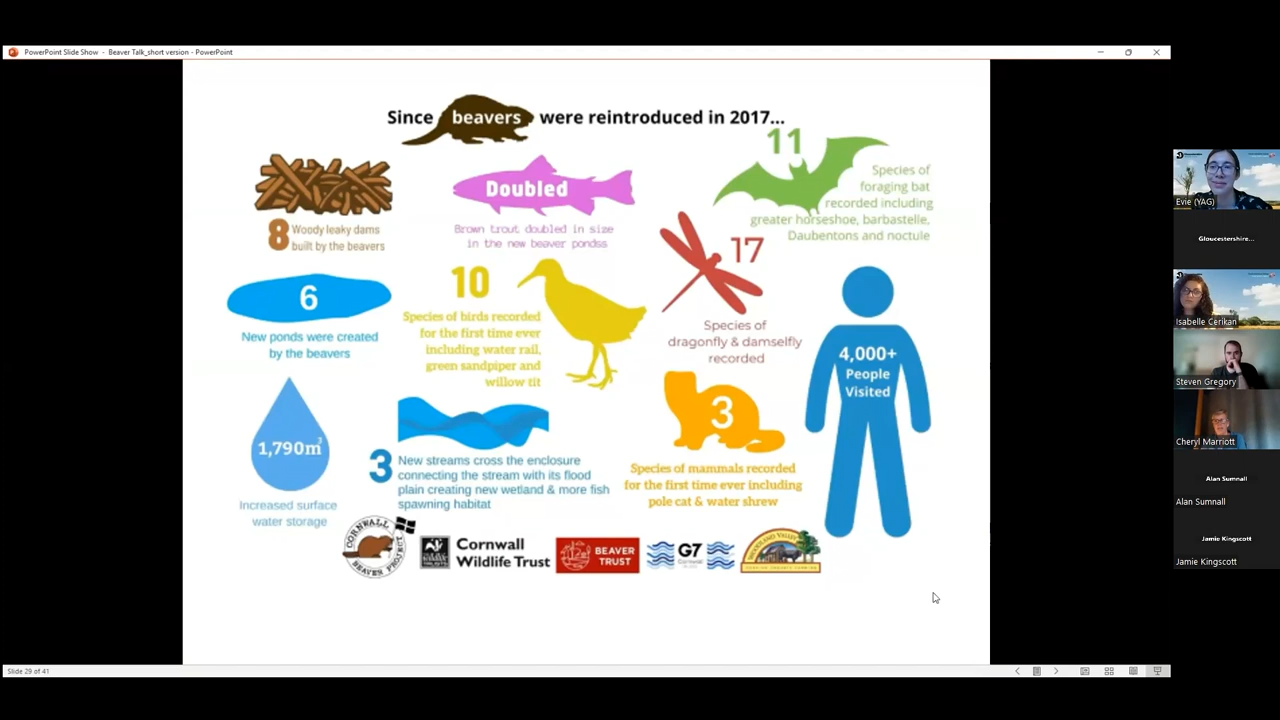 PowerPoint Slide Show - Beaver Talk_short version - PowerPoint
Since beavers were reintroduced in 2017...
8 Woody leaky dams
built by the beavers
Doubled
Brown trout doubled in size
in the new beaver pondss
11
Species of
foraging bat
recorded including
greater horseshoe, barbastelle,
Daubentons and noctule
6
New ponds were created
by the beavers
10
Species of birds recorded
for the first time ever
including water rail,
green sandpiper and
willow tit
17
Species of
dragonfly & damselfly
recorded
4,000+
People
Visited
1,790m³
Increased surface
water storage
3
New streams cross the enclosure
connecting the stream with its flood
plain creating new wetland & more fish
spawning habitat
3
Species of mammals recorded
for the first time ever including
pole cat & water shrew
CORNWALL
BEAVER PROJECT
Cornwall
Wildlife Trust
BEAVER
TRUST
G7
Cornwall
Evie (YAG)
Gloucestershire...
Isabelle Cerikan
Steven Gregory
Cheryl Marriott
Alan Sumnall
Alan Sumnall
Jamie Kingscott
Jamie Kingscott
Slide 29 of 41